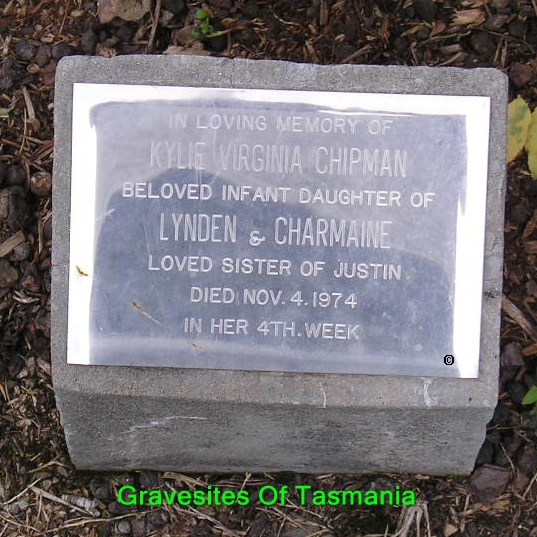 IN LOVING MEMORY OF
KYLIE VIRGINIA CHIPMAN
BELOVED INFANT DAUGHTER OF
LYNDEN & CHARMAINE
LOVED SISTER OF JUSTIN
DIED NOV. 4. 1974
IN HER 4TH. WEEK
©
Gravesites Of Tasmania